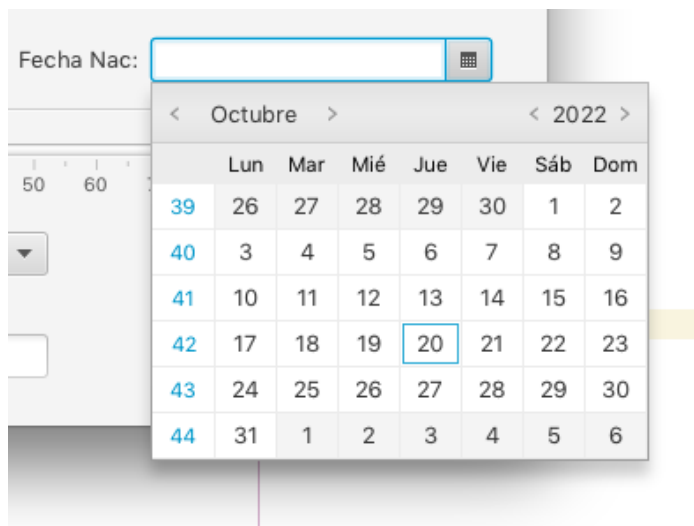 Fecha Nac:
< Octubre > < 2022 >
Lun Mar Mié Jue Vie Sáb Dom
50 60
39 26 27 28 29 30 1 2
40 3 4 5 6 7 8 9
41 10 11 12 13 14 15 16
42 17 18 19 20 21 22 23
43 24 25 26 27 28 29 30
44 31 1 2 3 4 5 6